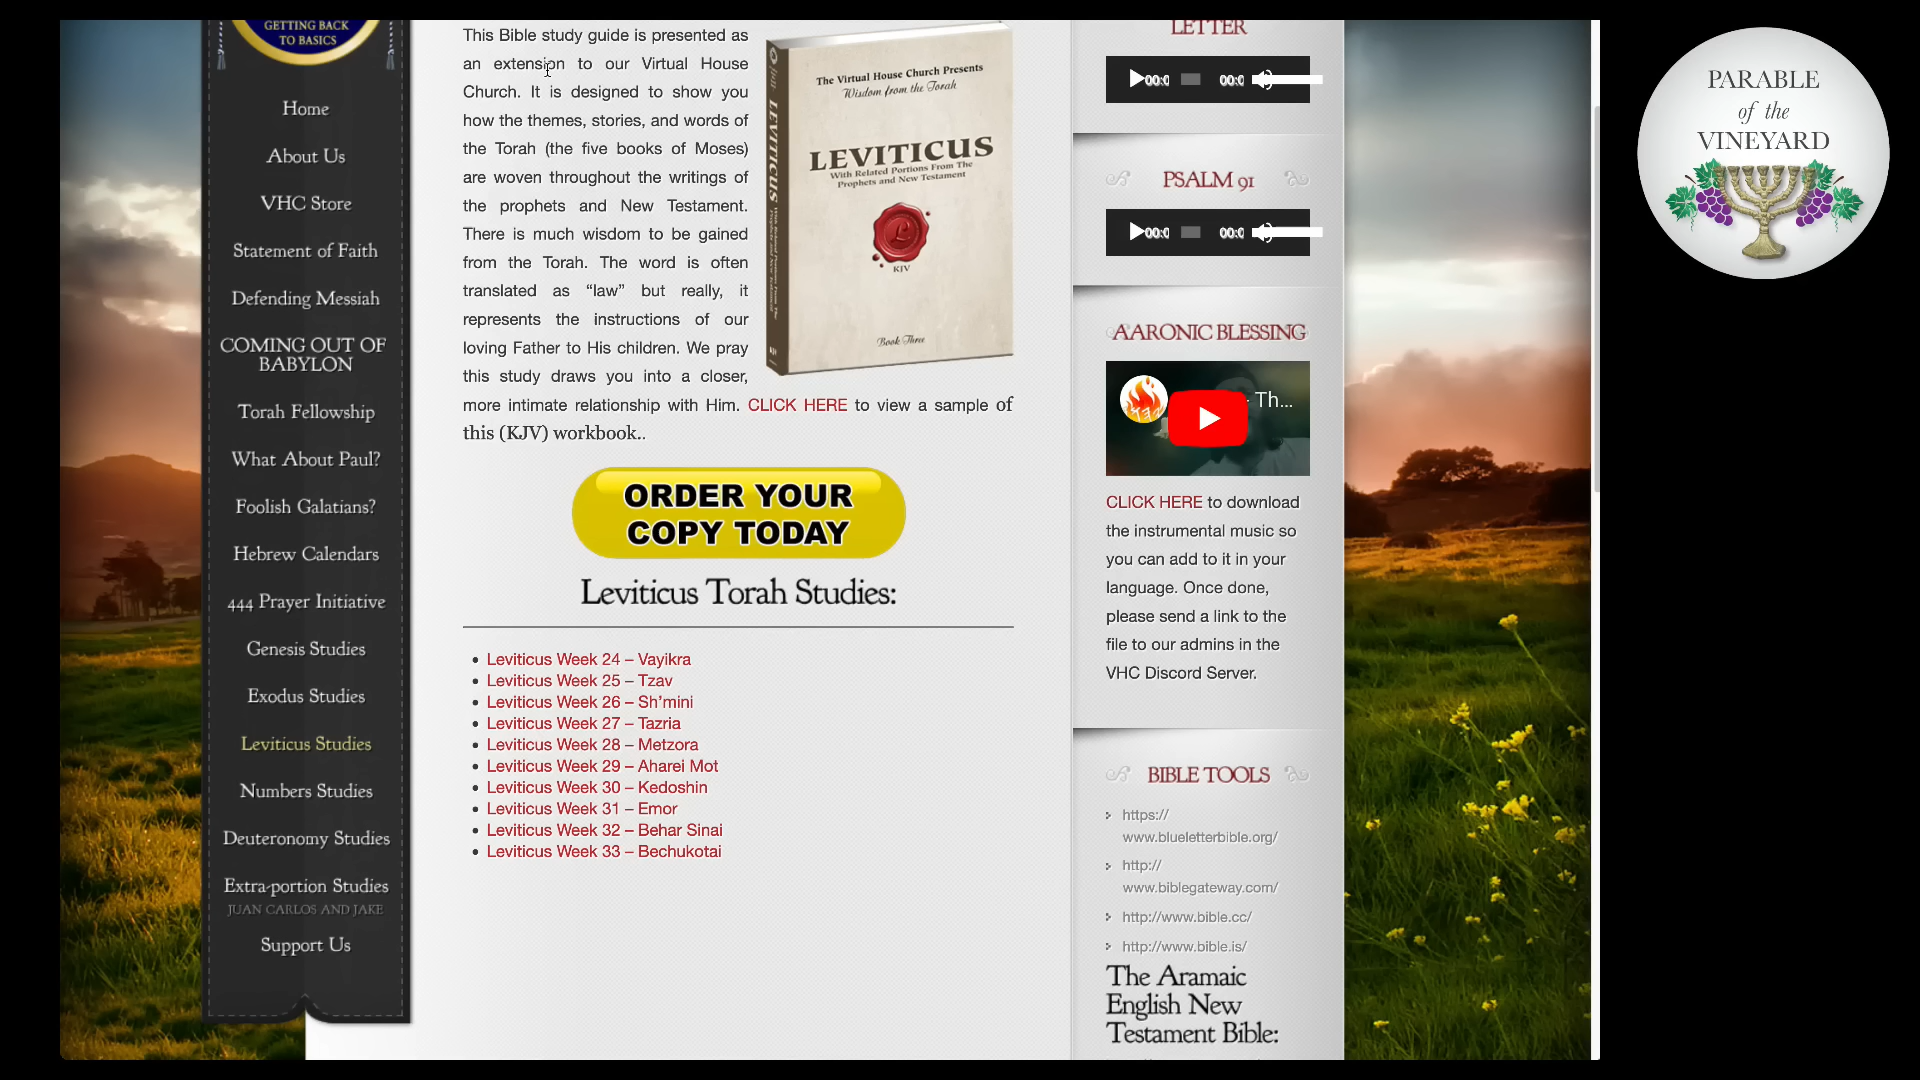 GETTING BACK
TO BASICS
Home
About Us
VHC Store
Statement of Faith
Defending Messiah
COMING OUT OF
BABYLON
Torah Fellowship
What About Paul?
Foolish Galatians?
Hebrew Calendars
444 Prayer Initiative
Genesis Studies
Exodus Studies
Leviticus Studies
Numbers Studies
Deuteronomy Studies
Extra-portion Studies
JUAN CARLOS AND JAKE
Support Us
This Bible study guide is presented as
an extension to our Virtual House
Church. It is designed to show you
how the themes, stories, and words of
the Torah (the five books of Moses)
are woven throughout the writings of
the prophets and New Testament.
There is much wisdom to be gained
from the Torah. The word is often
translated as “law” but really, it
represents the instructions of our
loving Father to His children. We pray
this study draws you into a closer,
more intimate relationship with Him. CLICK HERE to view a sample of
this (KJV) workbook..
The Virtual House Church Presents
Wisdom from the Torah
LEVITICUS
With Related Portions From The
Prophets and New Testament
KJV
Book Three
LEVITICUS
ORDER YOUR
COPY TODAY
Leviticus Torah Studies:
Leviticus Week 24 – Vayikra
Leviticus Week 25 – Tzav
Leviticus Week 26 – Sh’mini
Leviticus Week 27 – Tazria
Leviticus Week 28 – Metzora
Leviticus Week 29 – Aharei Mot
Leviticus Week 30 – Kedoshin
Leviticus Week 31 – Emor
Leviticus Week 32 – Behar Sinai
Leviticus Week 33 – Bechukotai
LETTER
00:0 00:0
PSALM 91
00:0 00:0
AARONIC BLESSING
Th...
CLICK HERE to download
the instrumental music so
you can add to it in your
language. Once done,
please send a link to the
file to our admins in the
VHC Discord Server.
BIBLE TOOLS
https://
www.blueletterbible.org/
http://
www.biblegateway.com/
http://www.bible.cc/
http://www.bible.is/
The Aramaic
English New
Testament Bible:
PARABLE
of the
VINEYARD